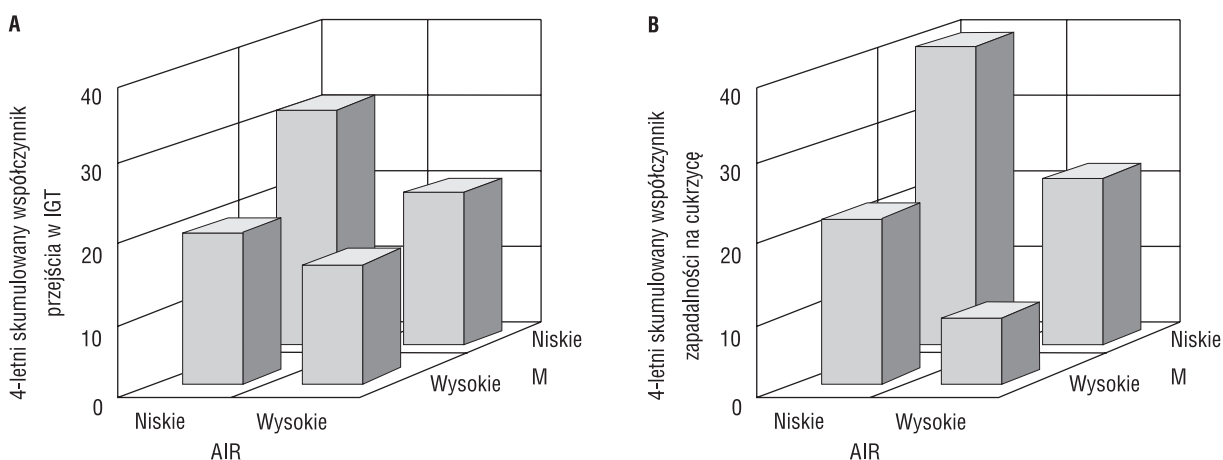 A
4-letni skumulowany współczynnik
przejścia w IGT
40
30
20
10
0
Niskie
Wysokie
AIR
Wysokie
Niskie
M
B
4-letni skumulowany współczynnik
zapadalności na cukrzycę
40
30
20
10
0
Niskie
Wysokie
AIR
Wysokie
Niskie
M